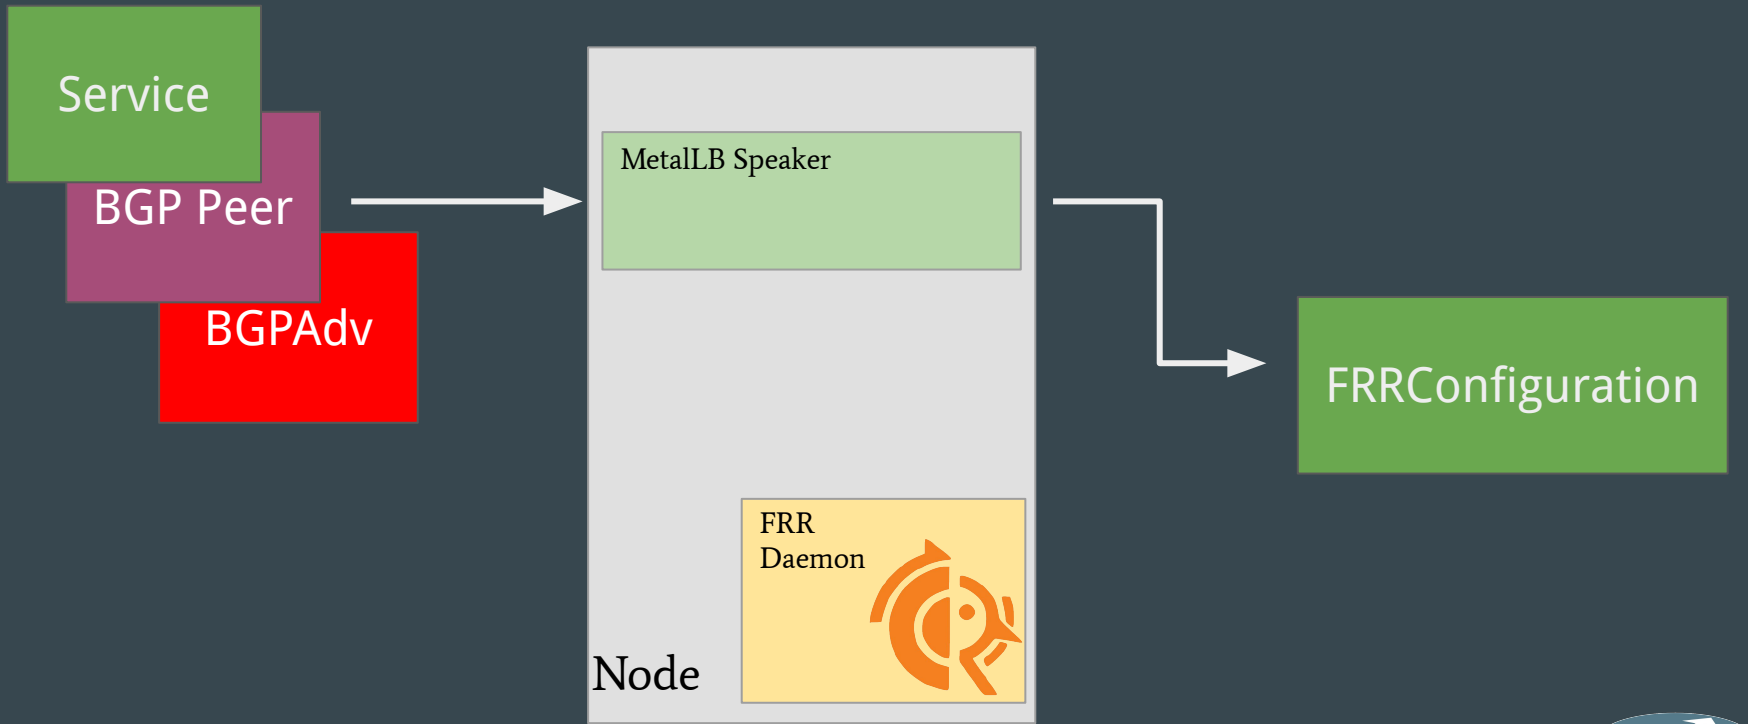 Service
BGP Peer
BGPAdv
MetalLB Speaker
FRRConfiguration
FRR
Daemon
Node